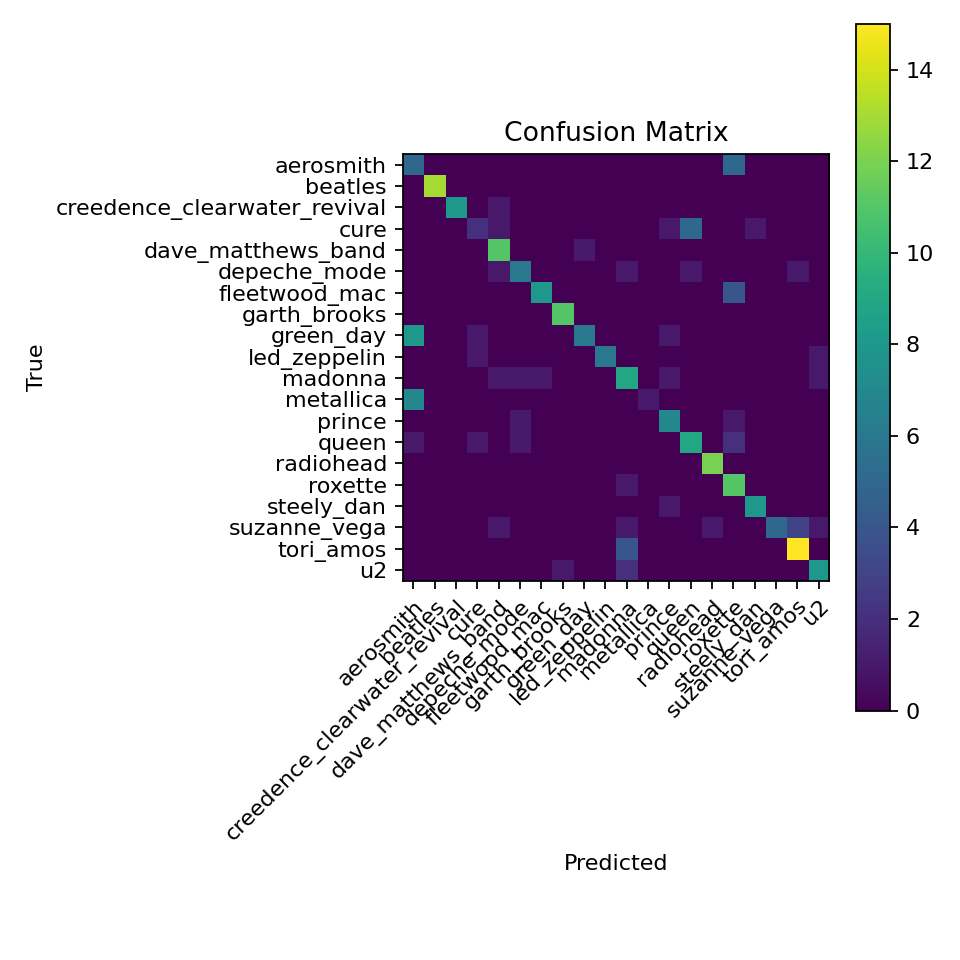 Confusion Matrix
True
aerosmith
beatles
creedence_clearwater_revival
cure
dave_matthews_band
depeche_mode
fleetwood_mac
garth_brooks
green_day
led_zeppelin
madonna
metallica
prince
queen
radiohead
roxette
steely_dan
suzanne_vega
tori_amos
u2
aerosmith
beatles
creedence_clearwater_revival
cure
dave_matthews_band
depeche_mode
fleetwood_mac
garth_brooks
green_day
led_zeppelin
madonna
metallica
prince
queen
radiohead
roxette
steely_dan
suzanne_vega
tori_amos
u2
Predicted
14
12
10
8
6
4
2
0